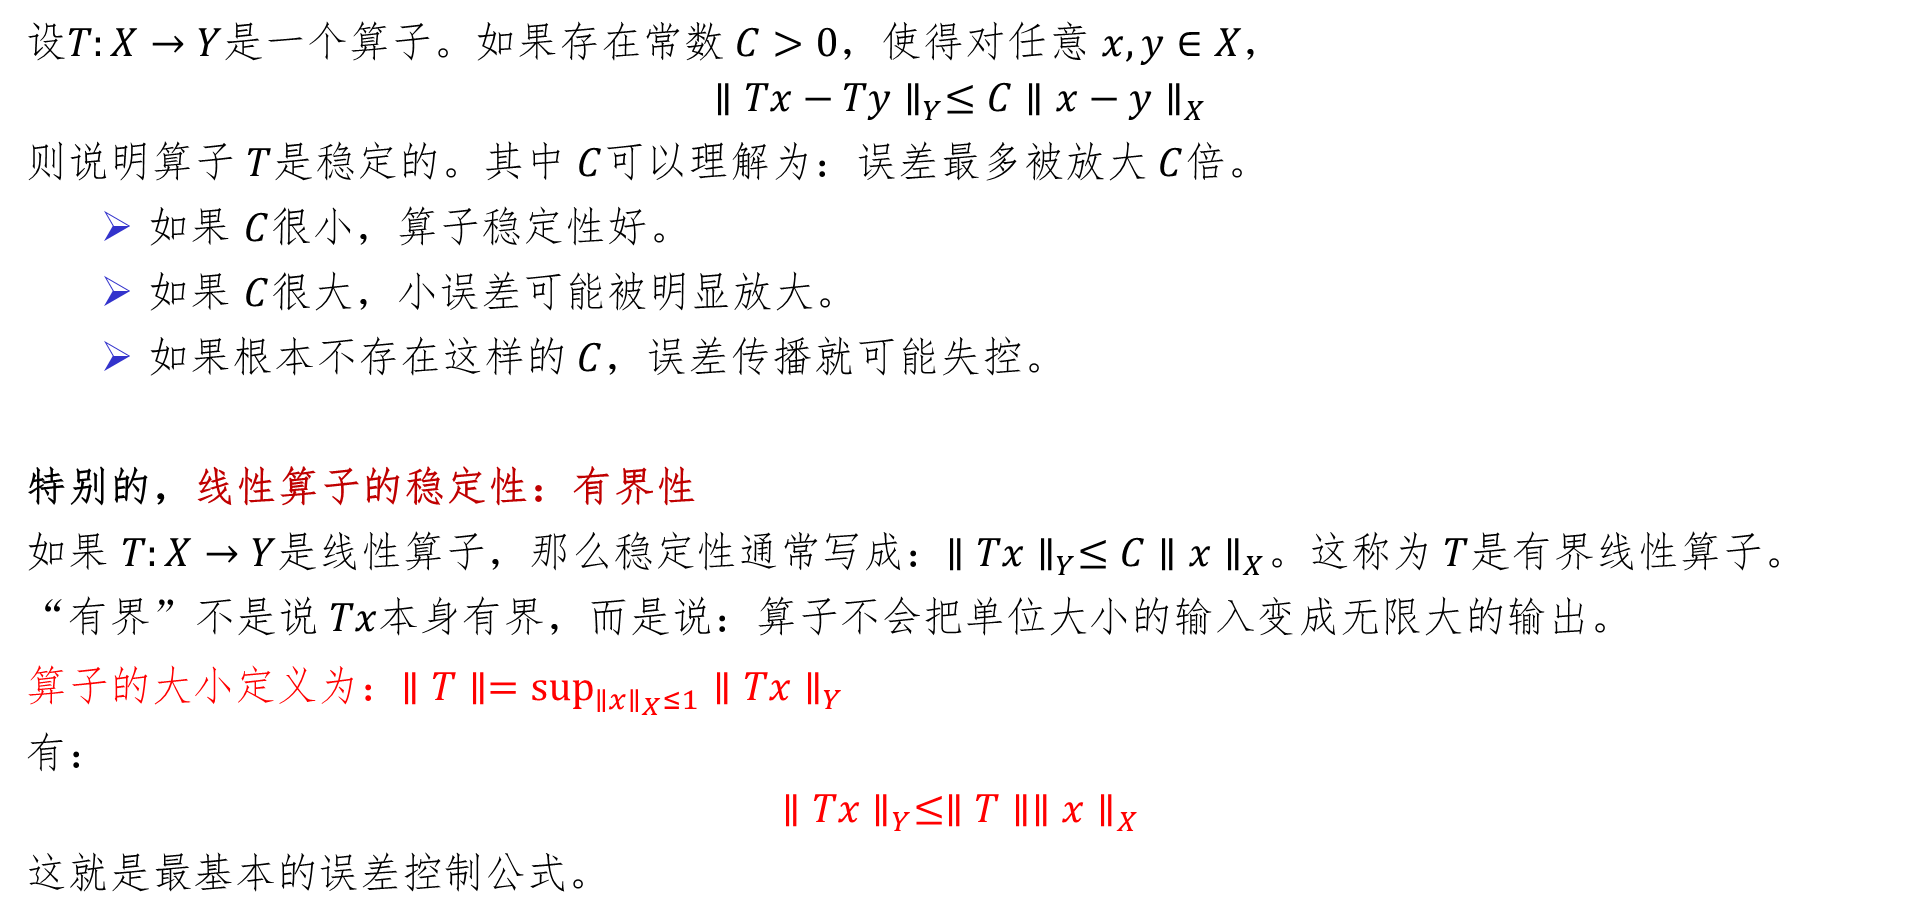 设T: X → Y是一个算子。如果存在常数 C > 0，使得对任意 x, y ∈ X，
‖ Tx − Ty ‖_Y ≤ C ‖ x − y ‖_X
则说明算子 T是稳定的。其中 C可以理解为：误差最多被放大 C倍。
➢ 如果 C很小，算子稳定性好。
➢ 如果 C很大，小误差可能被明显放大。
➢ 如果根本不存在这样的 C，误差传播就可能失控。
特别的，线性算子的稳定性：有界性
如果 T: X → Y是线性算子，那么稳定性通常写成：‖ Tx ‖_Y ≤ C ‖ x ‖_X。这称为 T是有界线性算子。
“有界”不是说 Tx本身有界，而是说：算子不会把单位大小的输入变成无限大的输出。
算子的大小定义为：‖ T ‖= sup_{‖x‖_X≤1} ‖ Tx ‖_Y
有：
‖ Tx ‖_Y ≤‖ T ‖‖ x ‖_X
这就是最基本的误差控制公式。